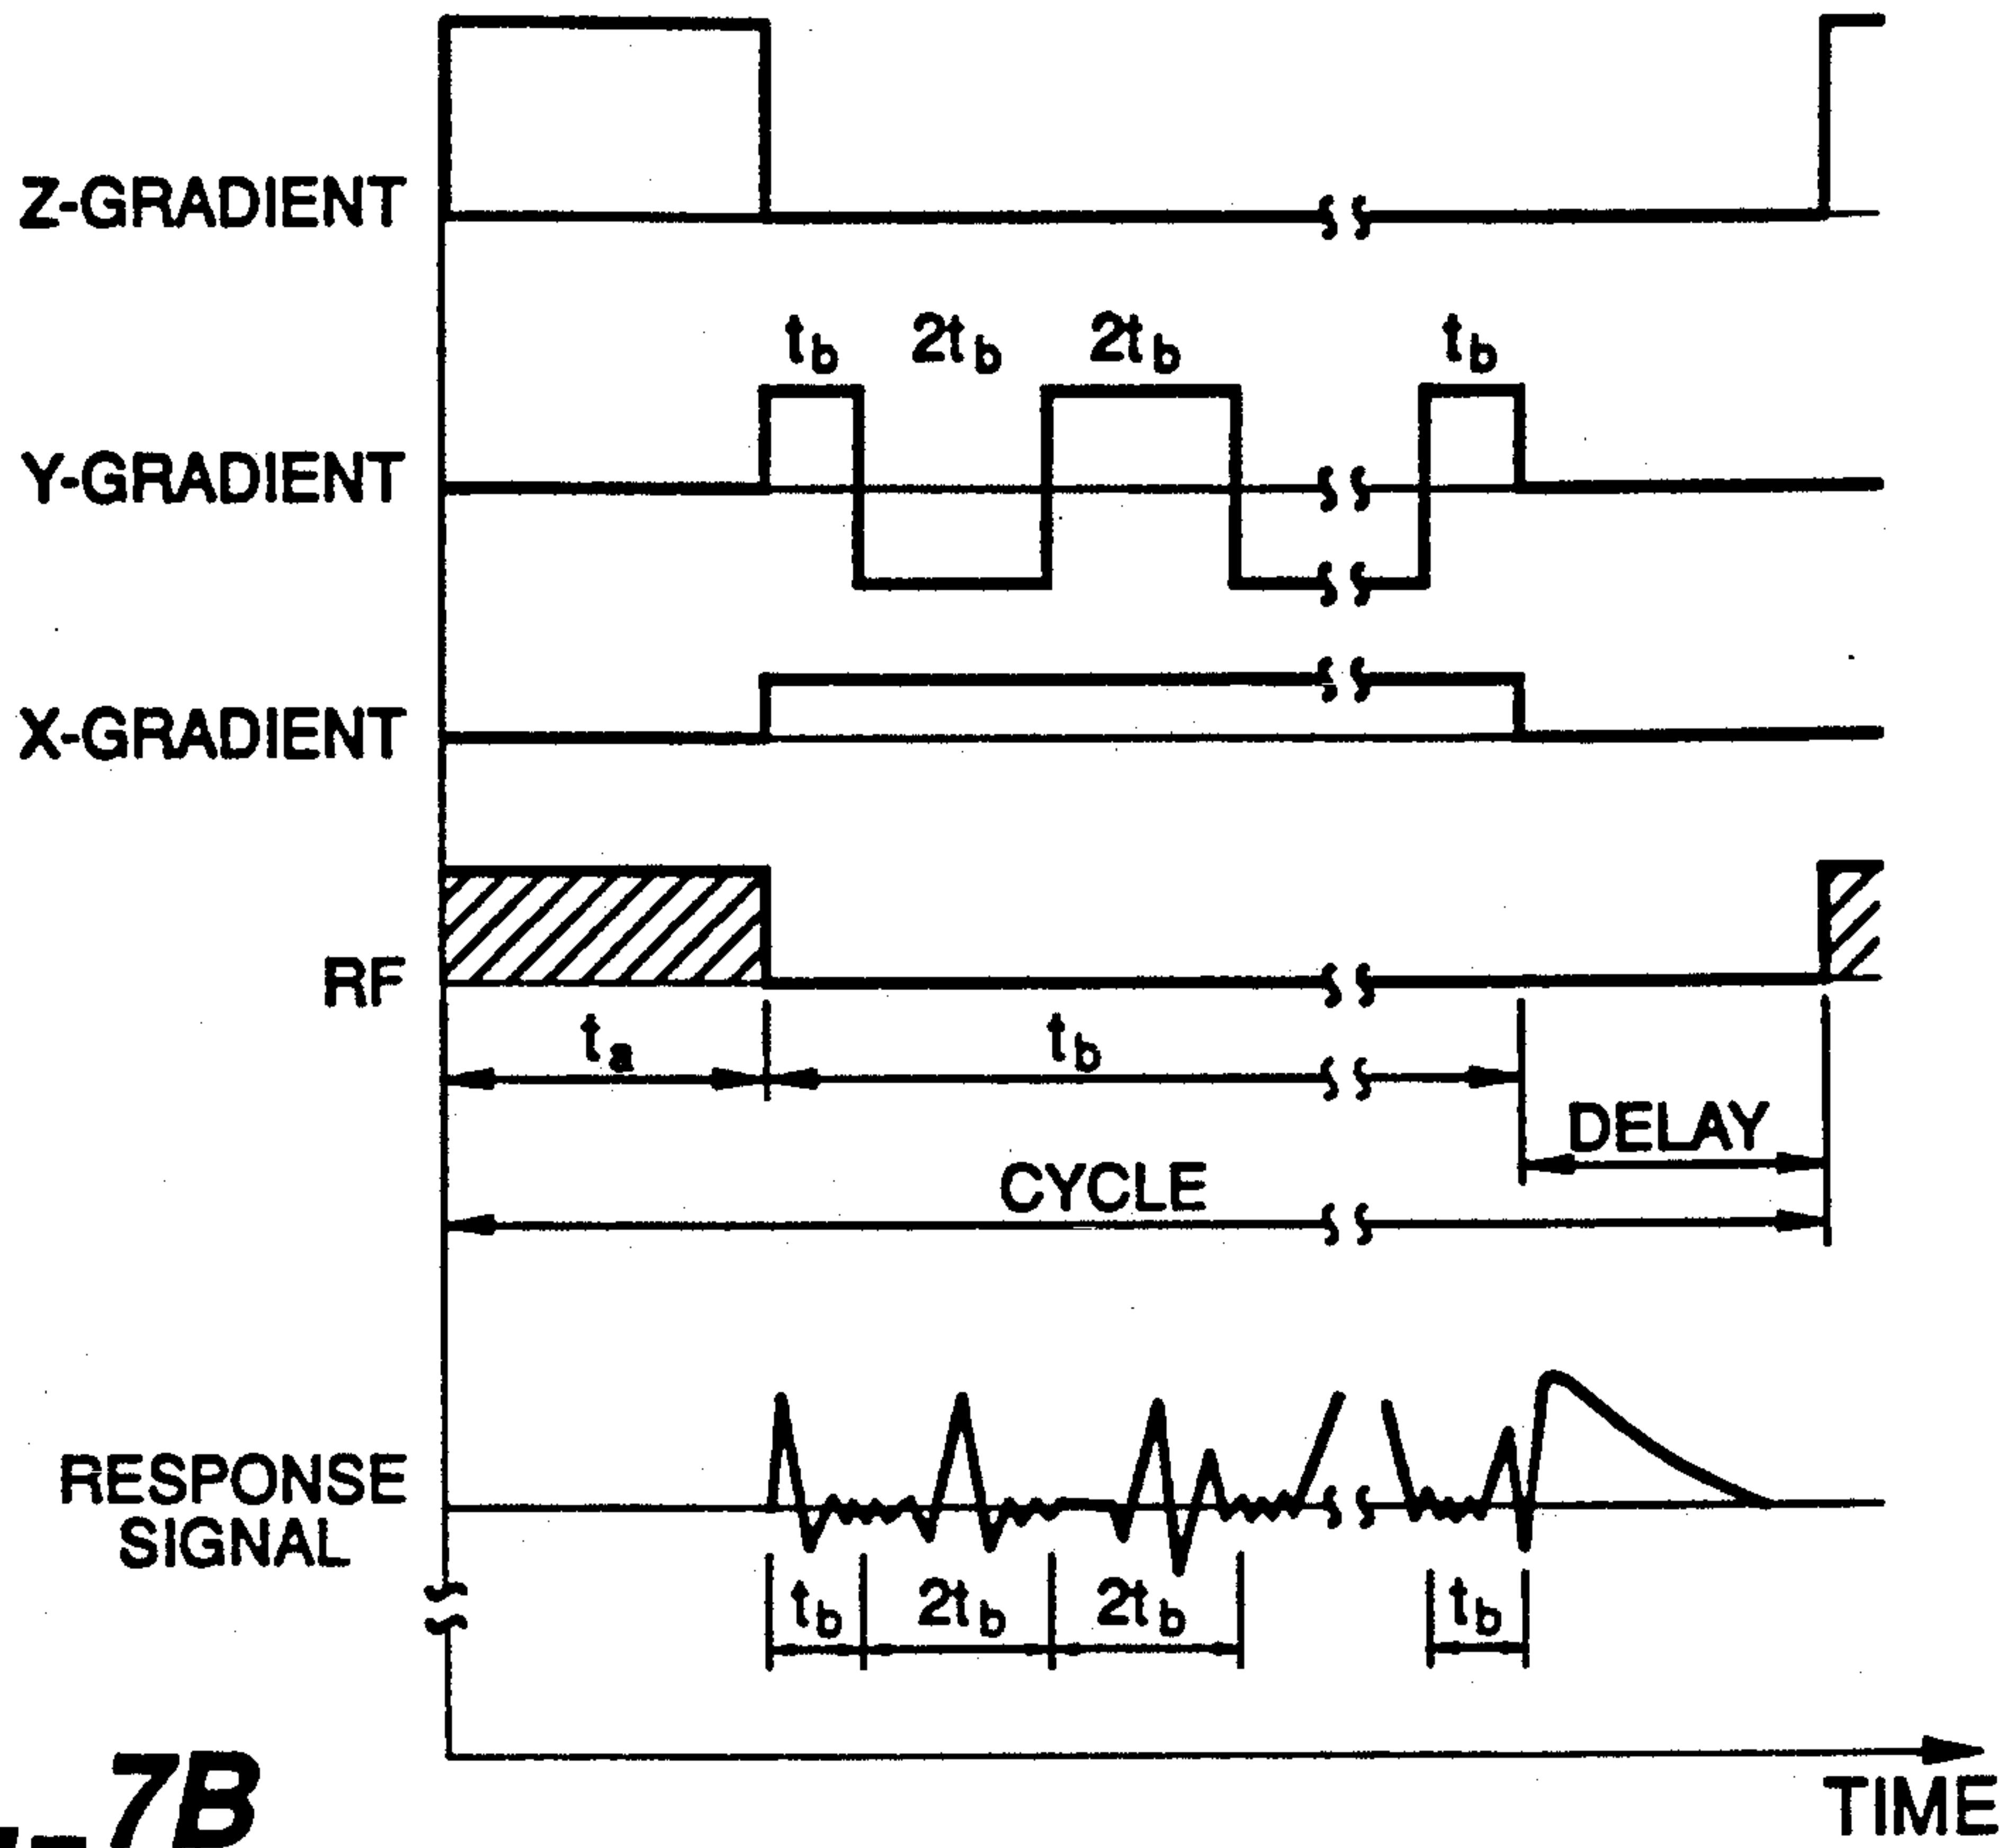 Z-GRADIENT
t_b 2t_b 2t_b t_b
Y-GRADIENT
X-GRADIENT
RF
t_a t_b
DELAY
CYCLE
RESPONSE
SIGNAL
t_b 2t_b 2t_b t_b
7B
TIME